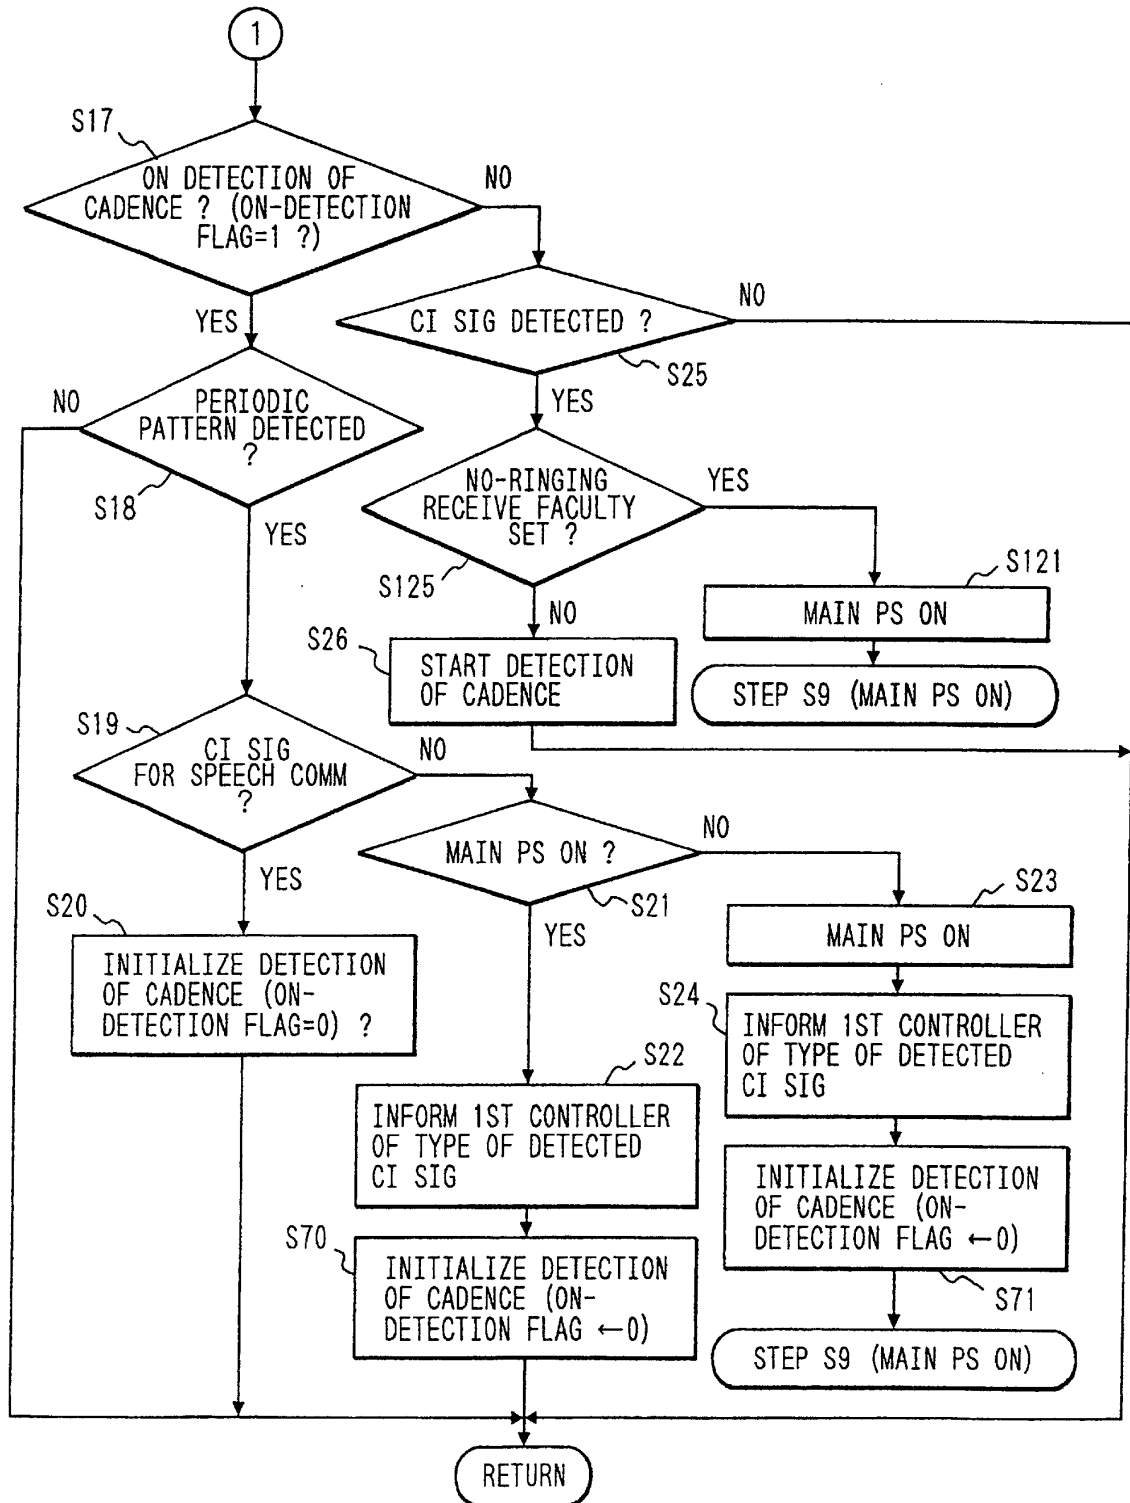 1
S17
ON DETECTION OF
CADENCE ? (ON-DETECTION
FLAG=1 ?)
NO
YES
CI SIG DETECTED ?
NO
S25
YES
NO
PERIODIC
PATTERN DETECTED
?
S18
YES
NO-RINGING
RECEIVE FACULTY
SET ?
YES
S125
NO
S121
MAIN PS ON
STEP S9 (MAIN PS ON)
S26
START DETECTION
OF CADENCE
S19
CI SIG
FOR SPEECH COMM
?
NO
YES
MAIN PS ON ?
NO
S21
YES
S20
INITIALIZE DETECTION
OF CADENCE (ON-
DETECTION FLAG=0) ?
S23
MAIN PS ON
S24
INFORM 1ST CONTROLLER
OF TYPE OF DETECTED
CI SIG
S22
INFORM 1ST CONTROLLER
OF TYPE OF DETECTED
CI SIG
INITIALIZE DETECTION
OF CADENCE (ON-
DETECTION FLAG ←0)
S71
S70
INITIALIZE DETECTION
OF CADENCE (ON-
DETECTION FLAG ←0)
STEP S9 (MAIN PS ON)
RETURN